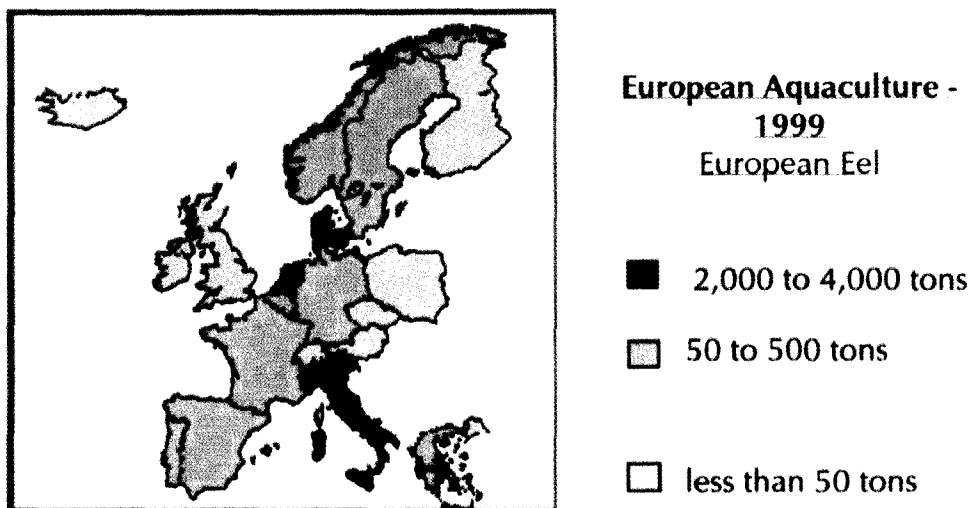 European Aquaculture -
1999
European Eel
2,000 to 4,000 tons
50 to 500 tons
less than 50 tons